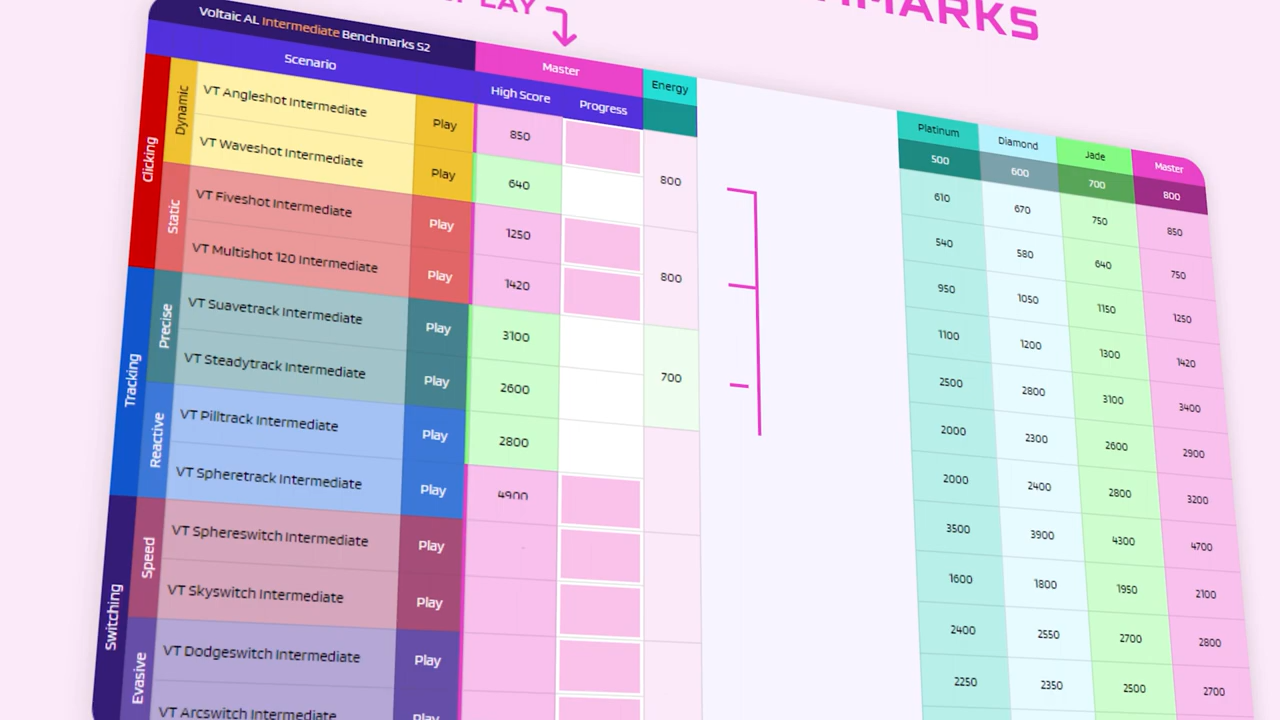 PLAY
MARKS
Voltaic AL Intermediate Benchmarks S2
Master
Energy
Scenario
High Score
Progress
Platinum
Diamond
Jade
Master
500
600
700
800
Clicking
Dynamic
VT Angleshot Intermediate
Play
850
800
610
670
750
850
VT Waveshot Intermediate
Play
640
540
580
640
750
Static
VT Fiveshot Intermediate
Play
1250
800
950
1050
1150
1250
VT Multishot 120 Intermediate
Play
1420
1100
1200
1300
1420
Tracking
Precise
VT Suavetrack Intermediate
Play
3100
700
2500
2800
3100
3400
VT Steadytrack Intermediate
Play
2600
2000
2300
2600
2900
Reactive
VT Pilltrack Intermediate
Play
2800
2000
2400
2800
3200
VT Spheretrack Intermediate
Play
4900
3500
3900
4300
4700
Switching
Speed
VT Sphereswitch Intermediate
Play
1600
1800
1950
2100
VT Skyswitch Intermediate
Play
2400
2550
2700
2800
Evasive
VT Dodgeswitch Intermediate
Play
2250
2350
2500
2700
VT Arcswitch Intermediate
Play